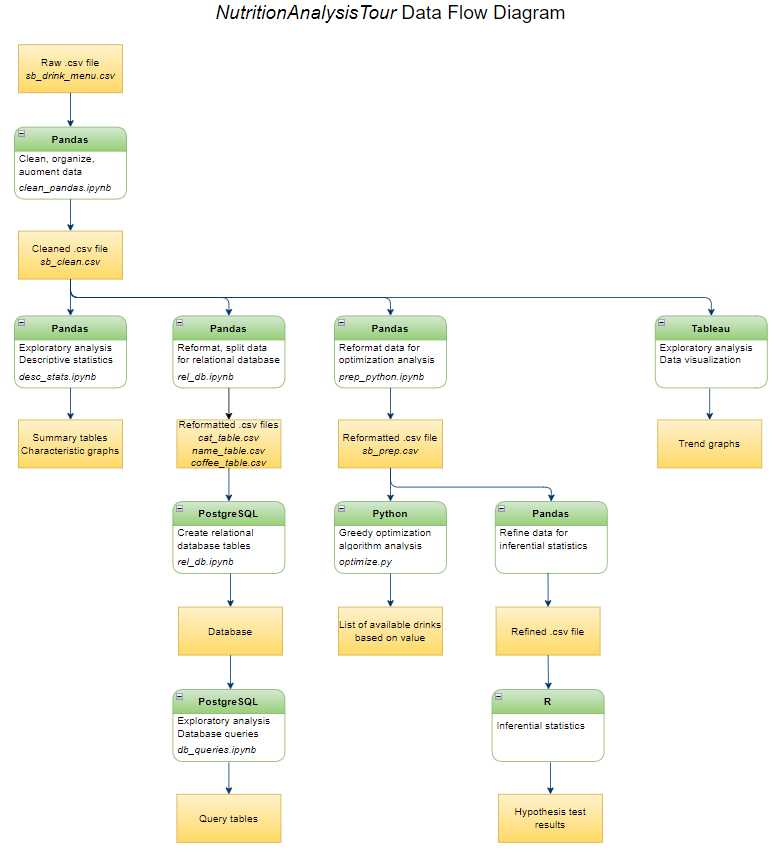 NutritionAnalysisTour Data Flow Diagram
Raw .csv file
sb_drink_menu.csv
Pandas
Clean, organize,
augment data
clean_pandas.ipynb
Cleaned .csv file
sb_clean.csv
Pandas
Exploratory analysis
Descriptive statistics
desc_stats.ipynb
Pandas
Reformat, split data
for relational database
rel_db.ipynb
Pandas
Reformat data for
optimization analysis
prep_python.ipynb
Tableau
Exploratory analysis
Data visualization
Summary tables
Characteristic graphs
Reformatted .csv files
cat_table.csv
name_table.csv
coffee_table.csv
Reformatted .csv file
sb_prep.csv
Trend graphs
PostgreSQL
Create relational
database tables
rel_db.ipynb
Python
Greedy optimization
algorithm analysis
optimize.py
Pandas
Refine data for
inferential statistics
Database
List of available drinks
based on value
Refined .csv file
PostgreSQL
Exploratory analysis
Database queries
db_queries.ipynb
R
Inferential statistics
Query tables
Hypothesis test
results